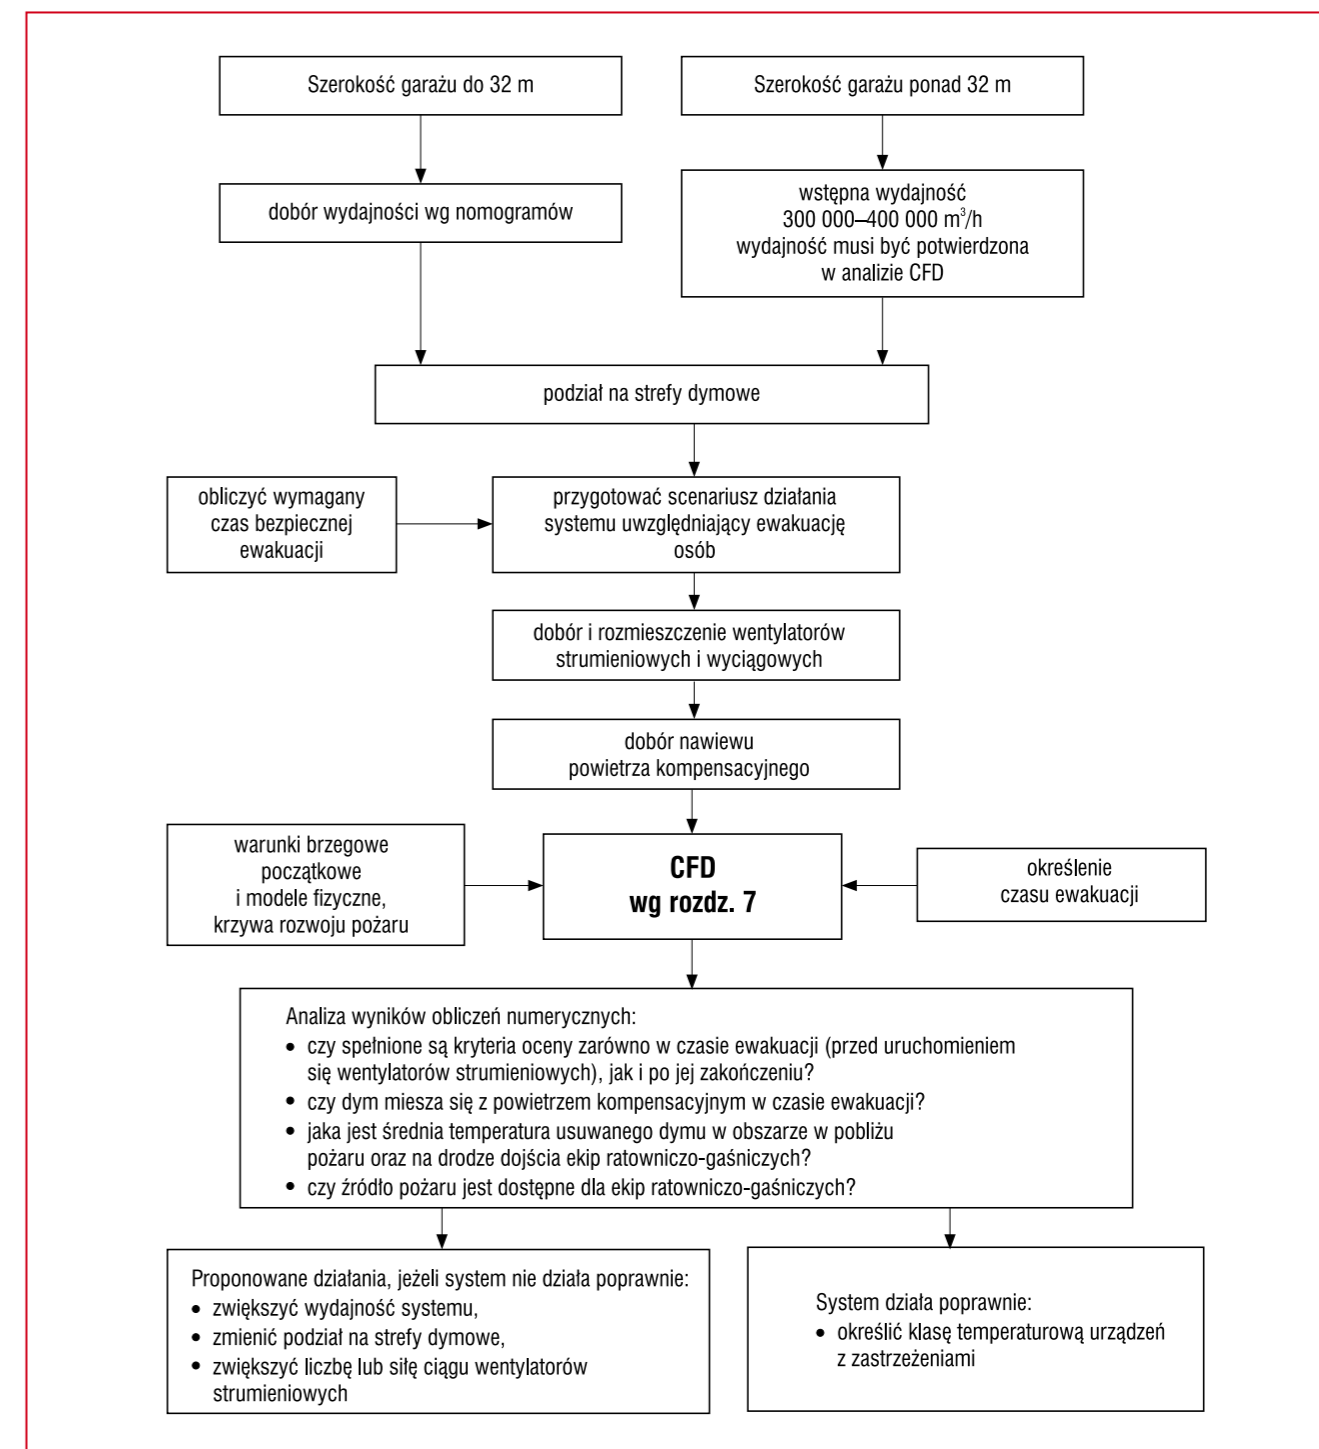 Szerokość garażu do 32 m
Szerokość garażu ponad 32 m
dobór wydajności wg nomogramów
wstępna wydajność
300 000–400 000 m³/h
wydajność musi być potwierdzona
w analizie CFD
podział na strefy dymowe
obliczyć wymagany
czas bezpiecznej
ewakuacji
przygotować scenariusz działania
systemu uwzględniający ewakuację
osób
dobór i rozmieszczenie wentylatorów
strumieniowych i wyciągowych
dobór nawiewu
powietrza kompensacyjnego
warunki brzegowe
początkowe
i modele fizyczne,
krzywa rozwoju pożaru
CFD
wg rozdz. 7
określenie
czasu ewakuacji
Analiza wyników obliczeń numerycznych:
• czy spełnione są kryteria oceny zarówno w czasie ewakuacji (przed uruchomieniem
się wentylatorów strumieniowych), jak i po jej zakończeniu?
• czy dym miesza się z powietrzem kompensacyjnym w czasie ewakuacji?
• jaka jest średnia temperatura usuwanego dymu w obszarze w pobliżu
pożaru oraz na drodze dojścia ekip ratowniczo-gaśniczych?
• czy źródło pożaru jest dostępne dla ekip ratowniczo-gaśniczych?
Proponowane działania, jeżeli system nie działa poprawnie:
• zwiększyć wydajność systemu,
• zmienić podział na strefy dymowe,
• zwiększyć liczbę lub siłę ciągu wentylatorów
strumieniowych
System działa poprawnie:
• określić klasę temperaturową urządzeń
z zastrzeżeniami